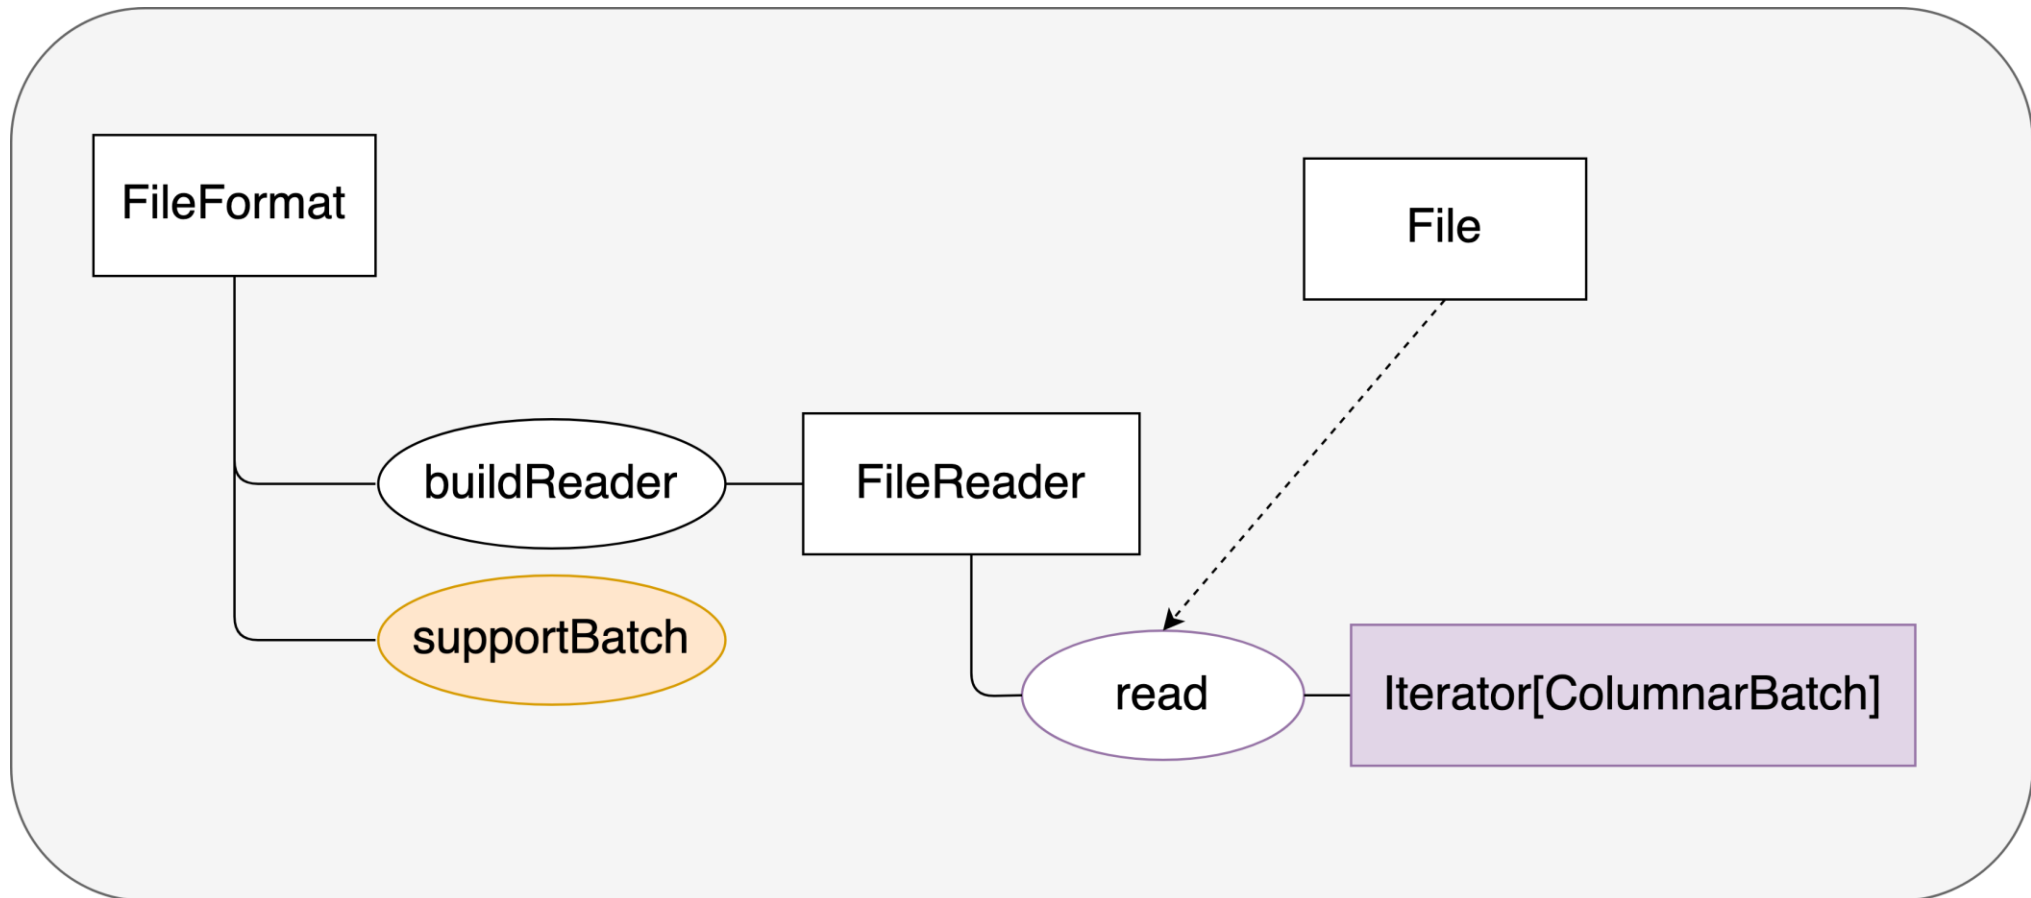 FileFormat
File
buildReader
FileReader
supportBatch
read
Iterator[ColumnarBatch]